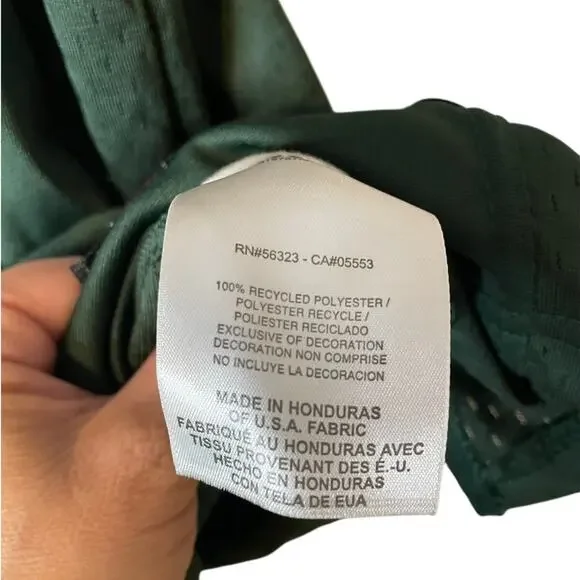 RN#56323 - CA#05553
100% RECYCLED POLYESTER /
POLYESTER RECYCLE /
POLIESTER RECICLADO
EXCLUSIVE OF DECORATION
DECORATION NON COMPRISE
NO INCLUYE LA DECORACION
MADE IN HONDURAS
OF U.S.A. FABRIC
FABRIQUÉ AU HONDURAS AVEC
TISSU PROVENANT DES É.-U.
HECHO EN HONDURAS
CON TELA DE EUA